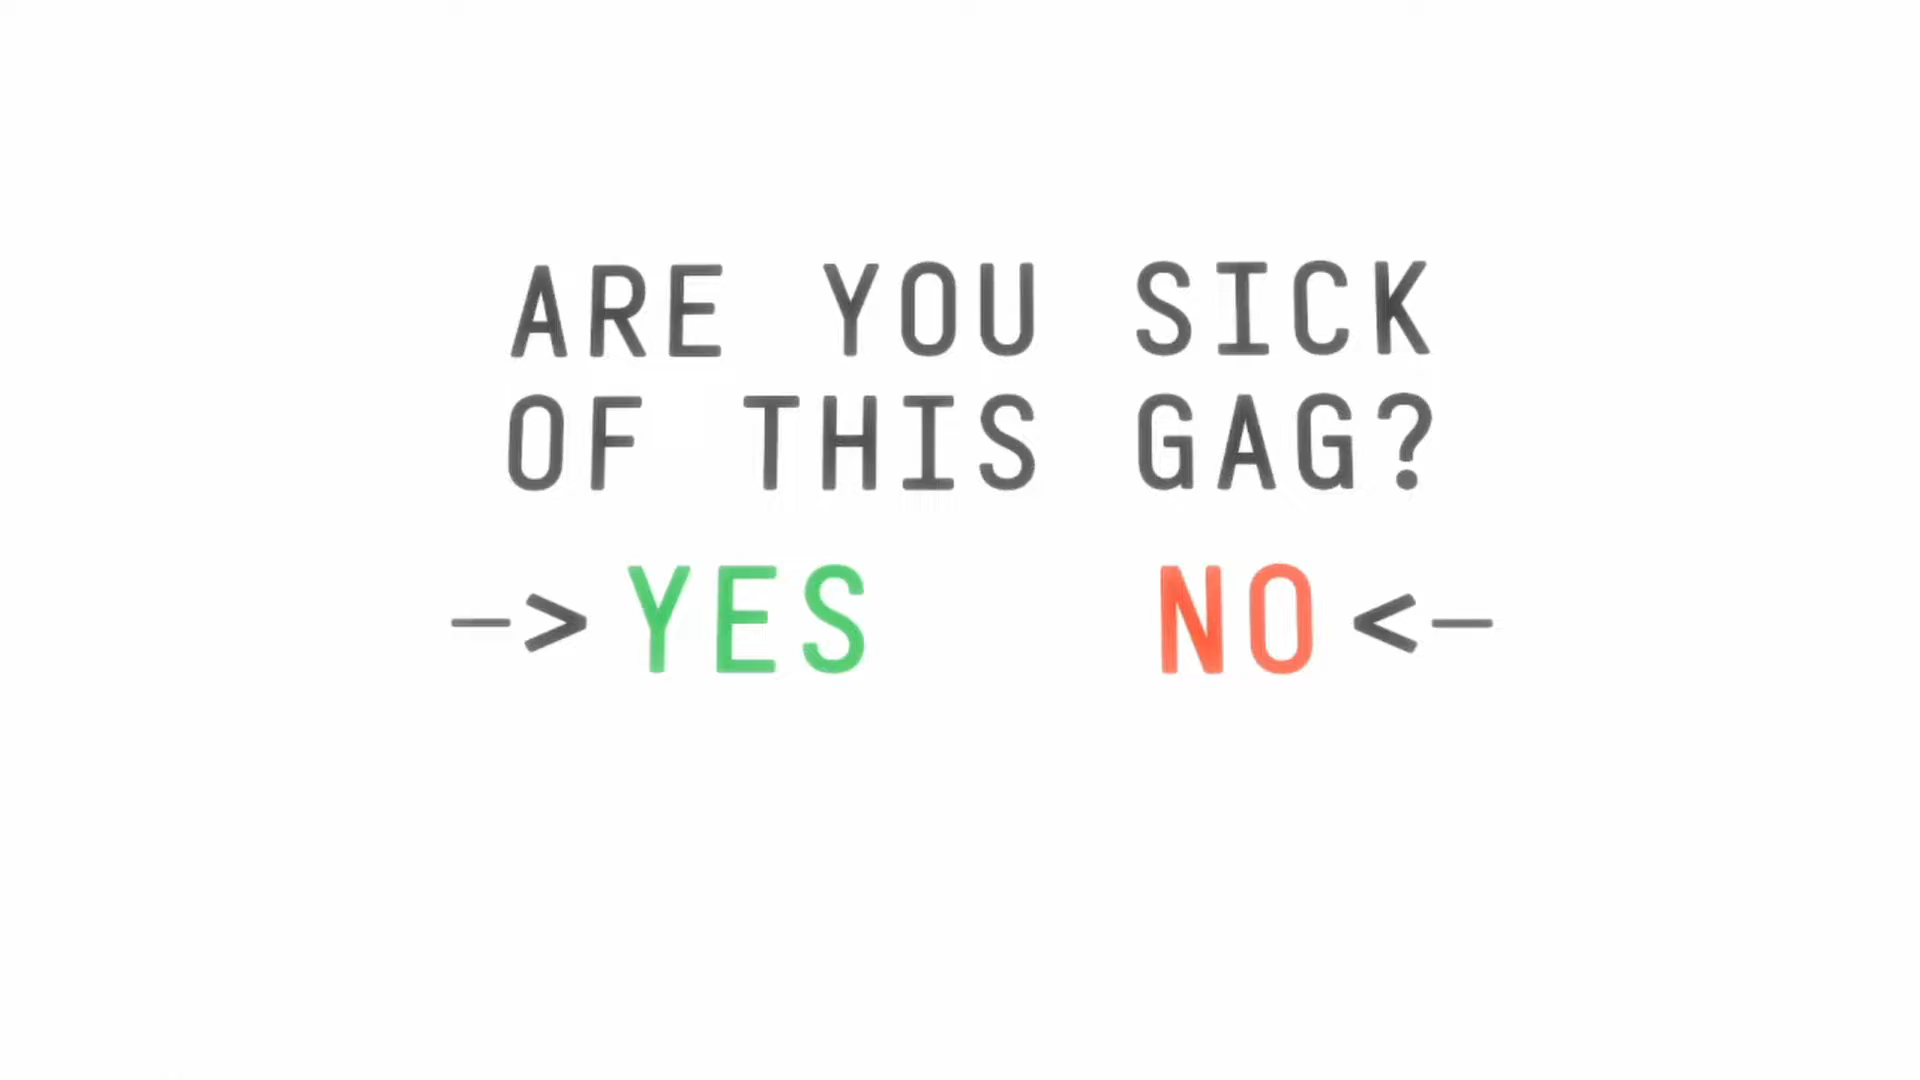 ARE YOU SICK
OF THIS GAG?
—> YES NO <—